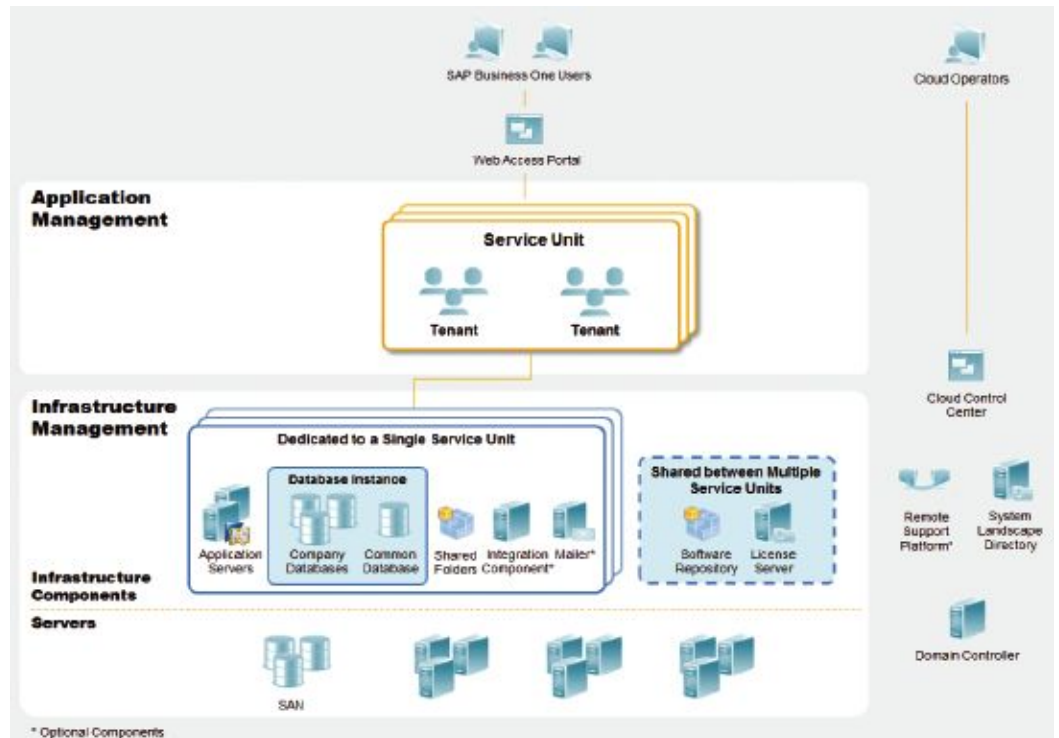 SAP Business One Users
Cloud Operators
Web Access Portal
Application
Management
Service Unit
Tenant
Tenant
Cloud Control
Center
Infrastructure
Management
Dedicated to a Single Service Unit
Database Instance
Application
Servers
Company
Databases
Common
Database
Shared
Folders
Integration
Component*
Mailer*
Shared between Multiple
Service Units
Software
Repository
License
Server
Remote
Support
Platform*
System
Landscape
Directory
Infrastructure
Components
Servers
SAN
Domain Controller
* Optional Components